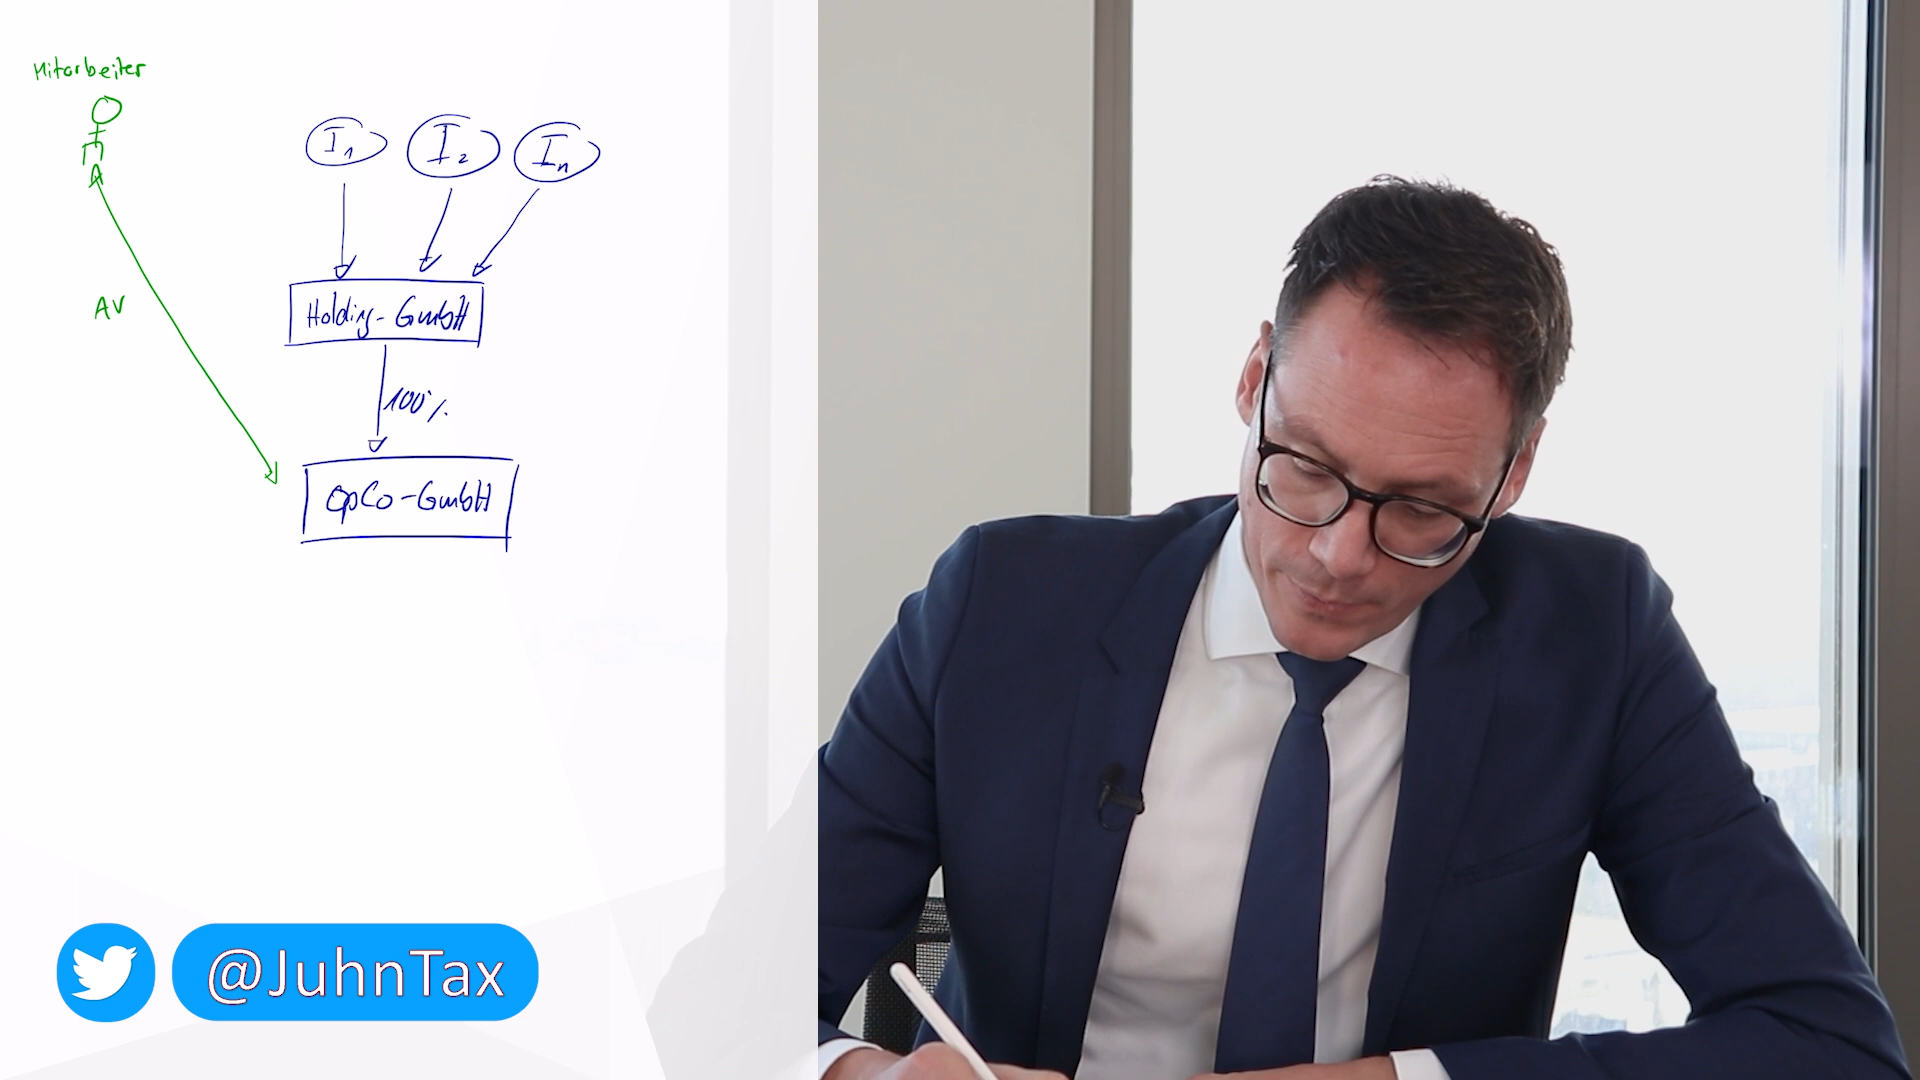 Mitarbeiter
I1 I2 In
A
AV
Holding-GmbH
100%
OpCo-GmbH
@JuhnTax